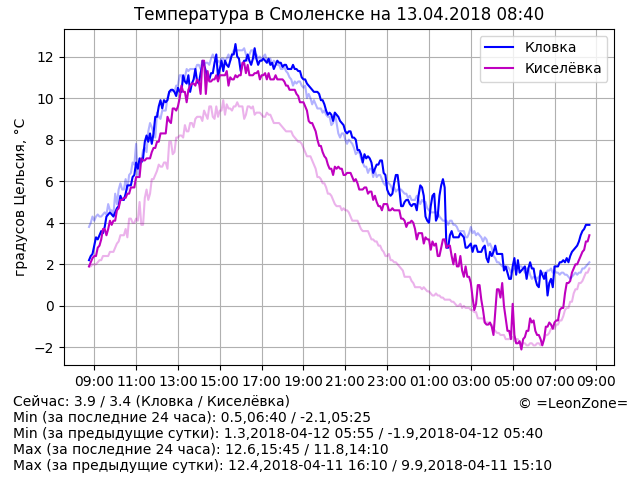 Температура в Смоленске на 13.04.2018 08:40
Кловка
Киселёвка
градусов Цельсия, °C
12
10
8
6
4
2
0
−2
09:00 11:00 13:00 15:00 17:00 19:00 21:00 23:00 01:00 03:00 05:00 07:00 09:00
Сейчас: 3.9 / 3.4 (Кловка / Киселёвка)
© =LeonZone=
Min (за последние 24 часа): 0.5,06:40 / -2.1,05:25
Min (за предыдущие сутки): 1.3,2018-04-12 05:55 / -1.9,2018-04-12 05:40
Max (за последние 24 часа): 12.6,15:45 / 11.8,14:10
Max (за предыдущие сутки): 12.4,2018-04-11 16:10 / 9.9,2018-04-11 15:10